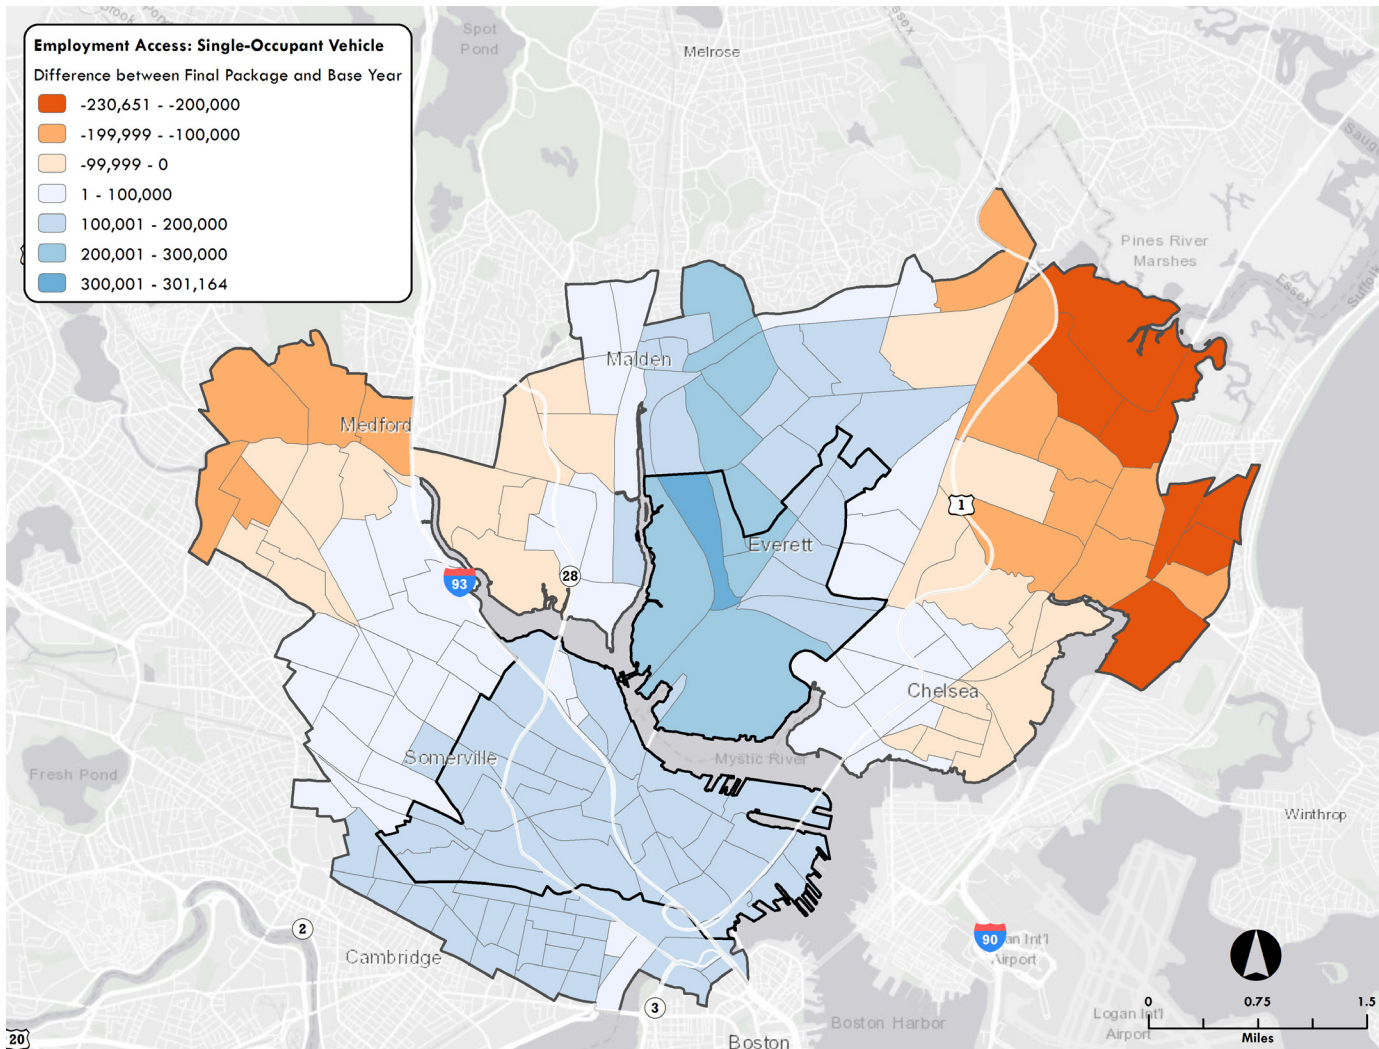 Employment Access: Single-Occupant Vehicle
Difference between Final Package and Base Year
-230,651 - -200,000
-199,999 - -100,000
-99,999 - 0
1 - 100,000
100,001 - 200,000
200,001 - 300,000
300,001 - 301,164
Spot
Pond
Melrose
Essex
Pines River
Marshes
Essex
Suffolk
Malden
Medford
1
Everett
28
93
Chelsea
Somerville
Mystic River
Fresh Pond
Winthrop
2
90
Cambridge
Logan Int'l
Airport
3
Boston Harbor
Boston
20
0 0.75 1.5
Miles